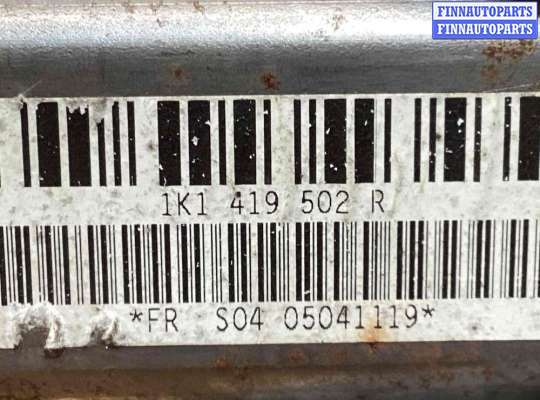 FINNAUTOPARTS
FINNAUTOPARTS
1K1 419 502 R
*FR S04 05041119*